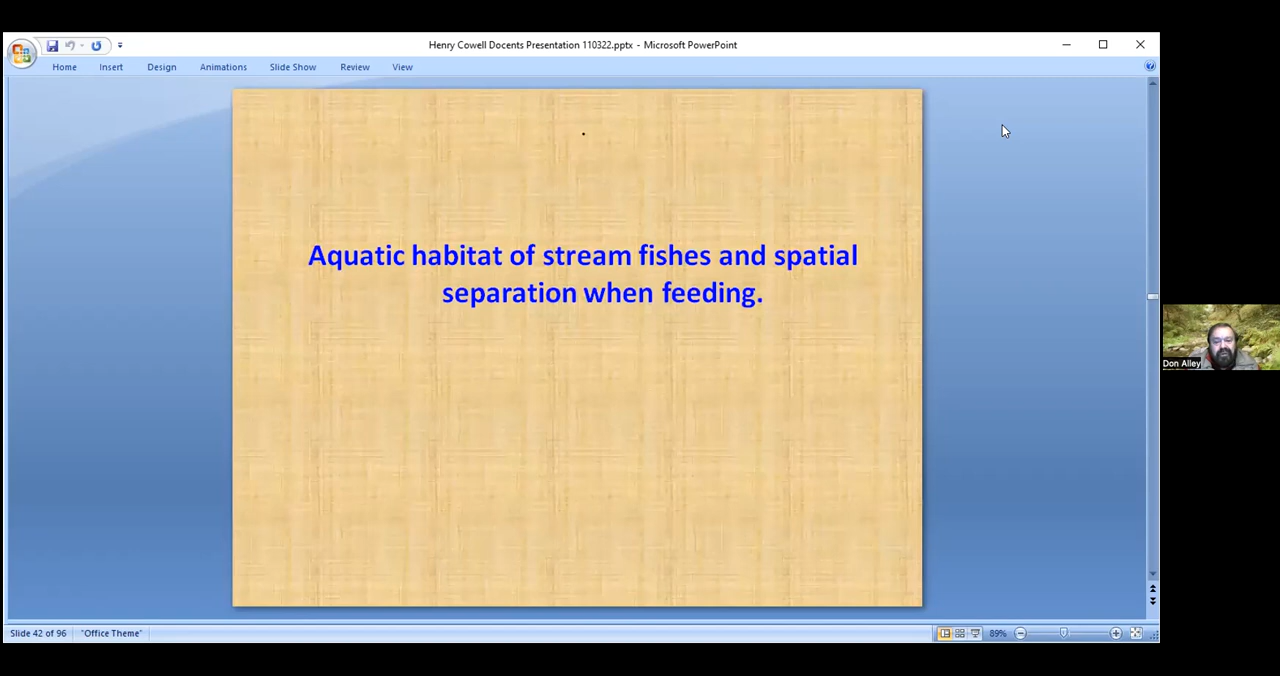 Henry Cowell Docents Presentation 110322.pptx - Microsoft PowerPoint
Home Insert Design Animations Slide Show Review View
Aquatic habitat of stream fishes and spatial
separation when feeding.
Don Alley
Slide 42 of 96 "Office Theme" 89%